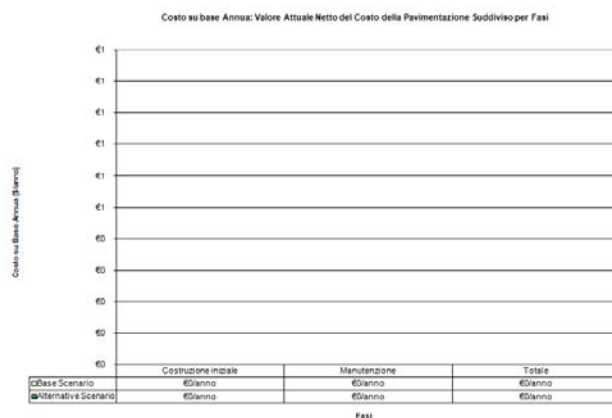 Costo su base Annua: Valore Attuale Netto del Costo della Pavimentazione Suddiviso per Fasi
€1
€1
€1
€1
€1
€1
€0
€0
€0
€0
€0
Costo su Base Annua ($/anno)
Costruzione iniziale Manutenzione Totale
Base Scenario €0/anno €0/anno €0/anno
Alternative Scenario €0/anno €0/anno €0/anno
Fasi